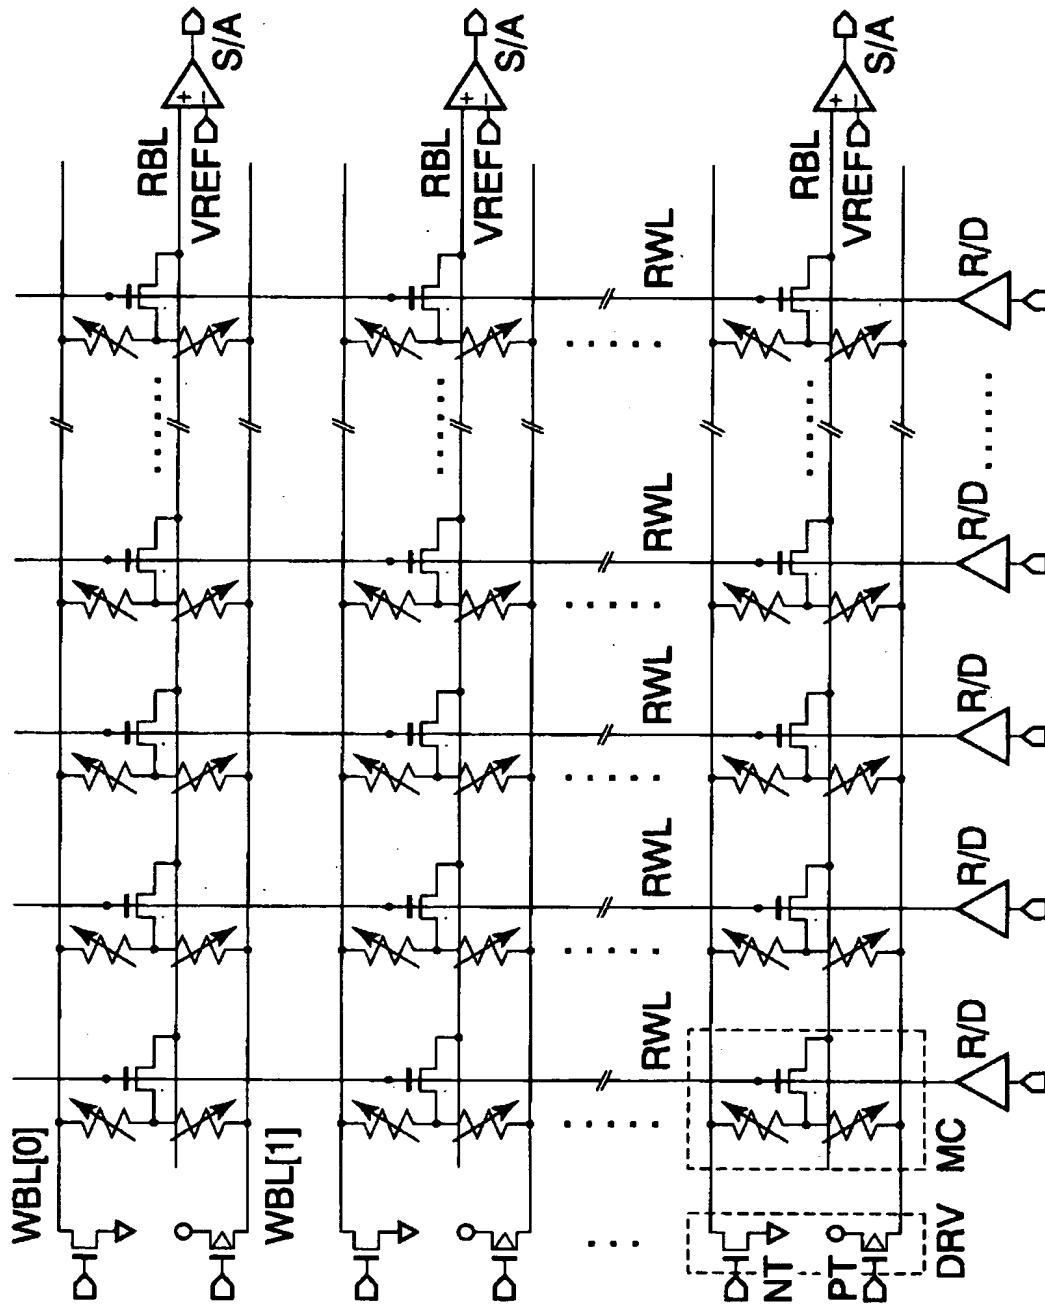 WBL[0]
RBL
VREF
+
−
S/A
WBL[1]
RBL
VREF
+
−
S/A
RWL
RWL
RWL
RWL
RWL
NT
PT
RBL
VREF
+
−
S/A
DRV
MC
R/D
R/D
R/D
R/D
R/D